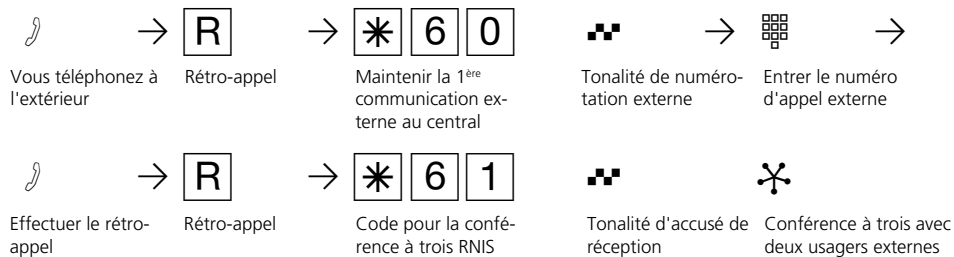 R ✱ 6 0
Vous téléphonez à
l'extérieur
Rétro-appel
Maintenir la 1ère
communication ex-
terne au central
Tonalité de numéro-
tation externe
Entrer le numéro
d'appel externe
R ✱ 6 1
Effectuer le rétro-
appel
Rétro-appel
Code pour la confé-
rence à trois RNIS
Tonalité d'accusé de
réception
Conférence à trois avec
deux usagers externes